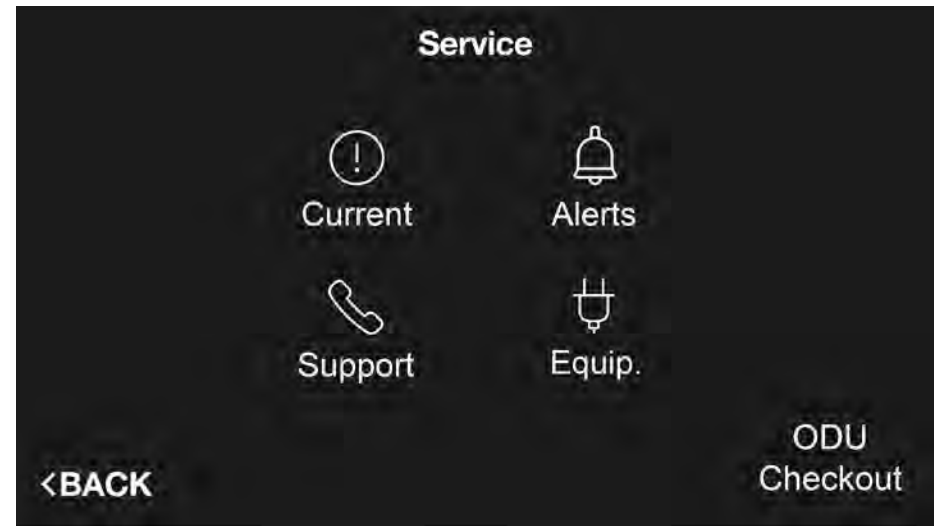 Service
Current
Alerts
Support
Equip.
ODU
Checkout
<BACK